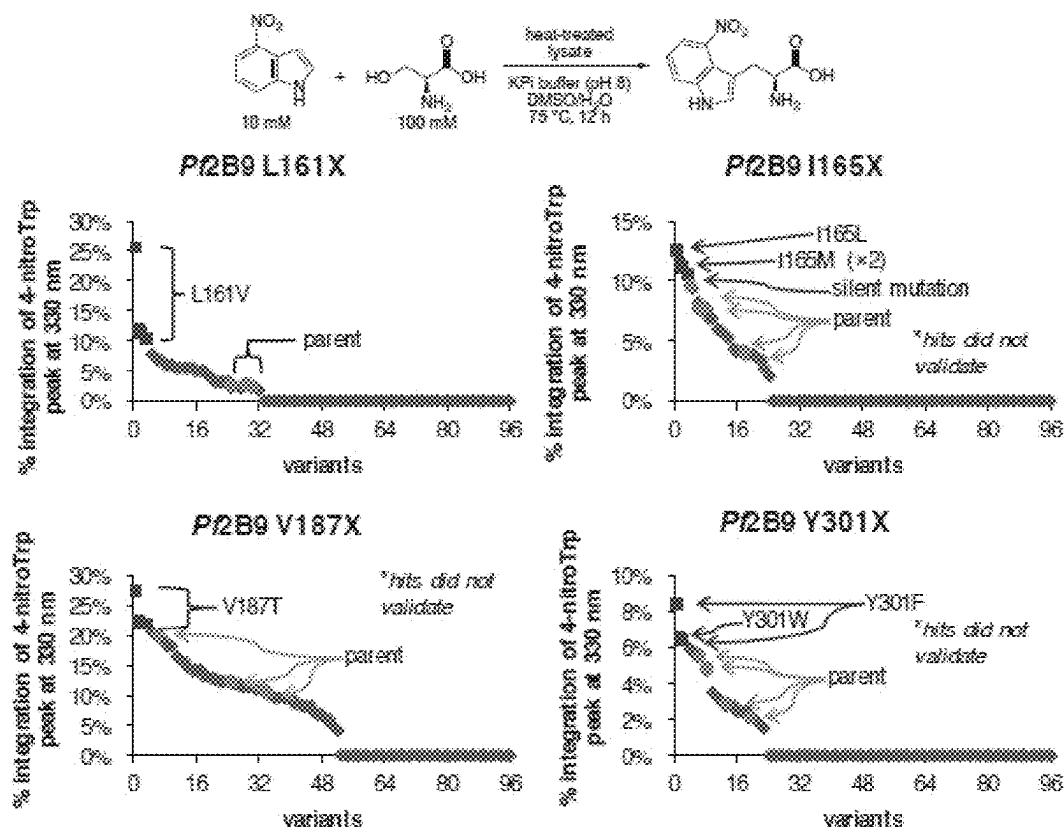 NO2
HN
+
HO
O
OH
NH2
10 mM
100 mM
heat-treated
lysate
KPi buffer (pH 8)
DMSO/H2O
75 °C, 12 h
NO2
HN
O
OH
NH2
Pf2B9 L161X
% integration of 4-nitroTrp
peak at 330 nm
30%
25%
20%
15%
10%
5%
0%
L161V
parent
0 16 32 48 64 80 96
variants
Pf2B9 I165X
% integration of 4-nitroTrp
peak at 330 nm
15%
10%
5%
0%
I165L
I165M (×2)
silent mutation
parent
*hits did not
validate
0 16 32 48 64 80 96
variants
Pf2B9 V187X
% integration of 4-nitroTrp
peak at 330 nm
30%
25%
20%
15%
10%
5%
0%
V187T
*hits did not
validate
parent
0 16 32 48 64 80 96
variants
Pf2B9 Y301X
% integration of 4-nitroTrp
peak at 330 nm
10%
8%
6%
4%
2%
0%
Y301F
Y301W
*hits did not
validate
parent
0 16 32 48 64 80 96
variants